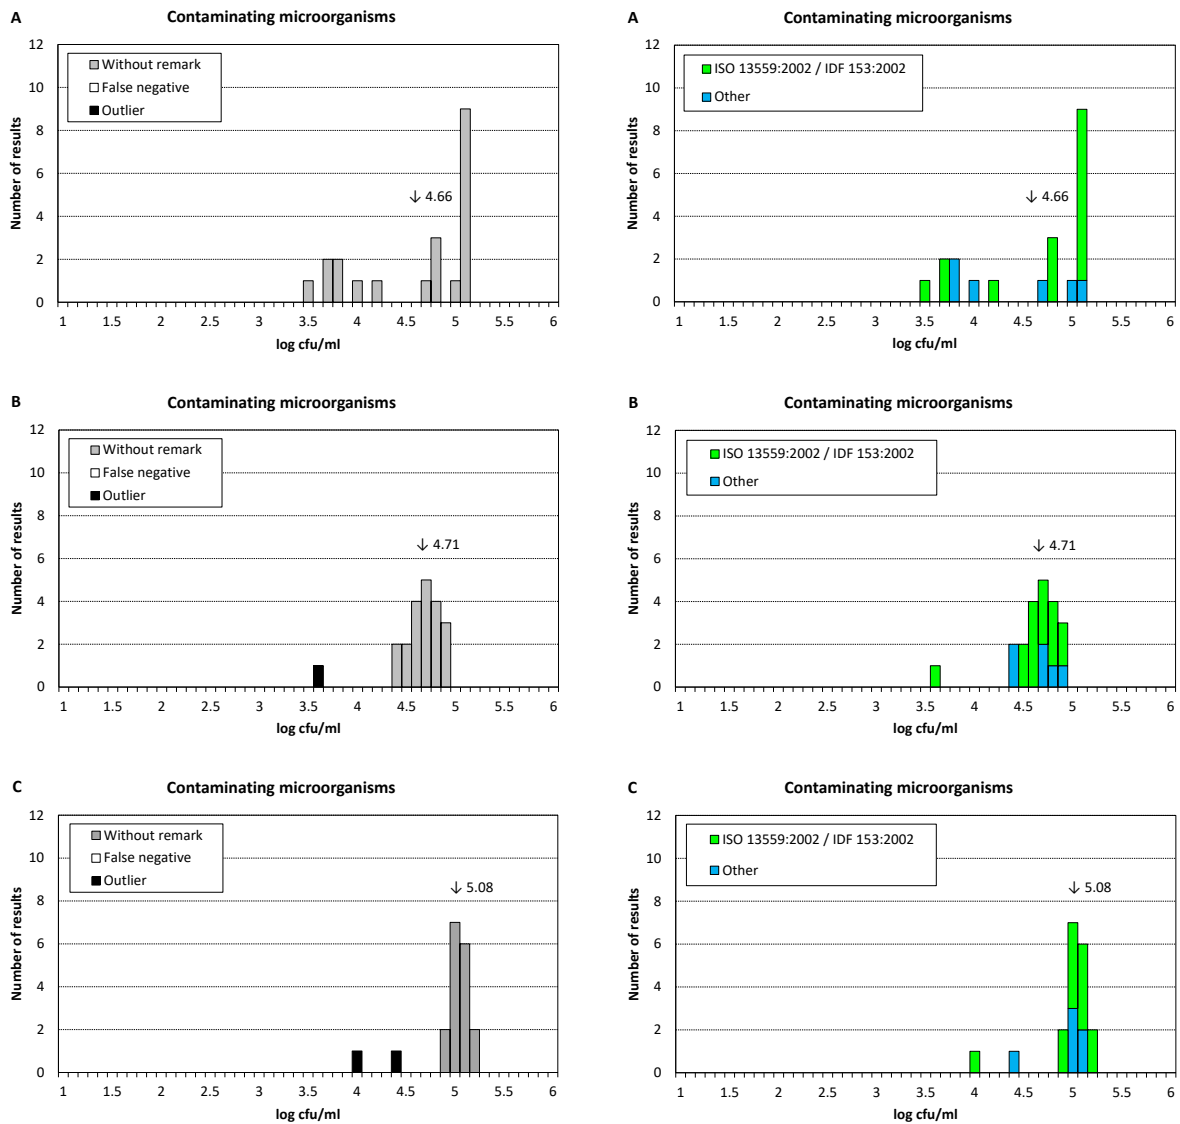 A
Contaminating microorganisms
Number of results
12
10
8
6
4
2
0
Without remark
False negative
Outlier
↓ 4.66
1 1.5 2 2.5 3 3.5 4 4.5 5 5.5 6
log cfu/ml
A
Contaminating microorganisms
Number of results
12
10
8
6
4
2
0
ISO 13559:2002 / IDF 153:2002
Other
↓ 4.66
1 1.5 2 2.5 3 3.5 4 4.5 5 5.5 6
log cfu/ml
B
Contaminating microorganisms
Number of results
12
10
8
6
4
2
0
Without remark
False negative
Outlier
↓ 4.71
1 1.5 2 2.5 3 3.5 4 4.5 5 5.5 6
log cfu/ml
B
Contaminating microorganisms
Number of results
12
10
8
6
4
2
0
ISO 13559:2002 / IDF 153:2002
Other
↓ 4.71
1 1.5 2 2.5 3 3.5 4 4.5 5 5.5 6
log cfu/ml
C
Contaminating microorganisms
Number of results
12
10
8
6
4
2
0
Without remark
False negative
Outlier
↓ 5.08
1 1.5 2 2.5 3 3.5 4 4.5 5 5.5 6
log cfu/ml
C
Contaminating microorganisms
Number of results
12
10
8
6
4
2
0
ISO 13559:2002 / IDF 153:2002
Other
↓ 5.08
1 1.5 2 2.5 3 3.5 4 4.5 5 5.5 6
log cfu/ml